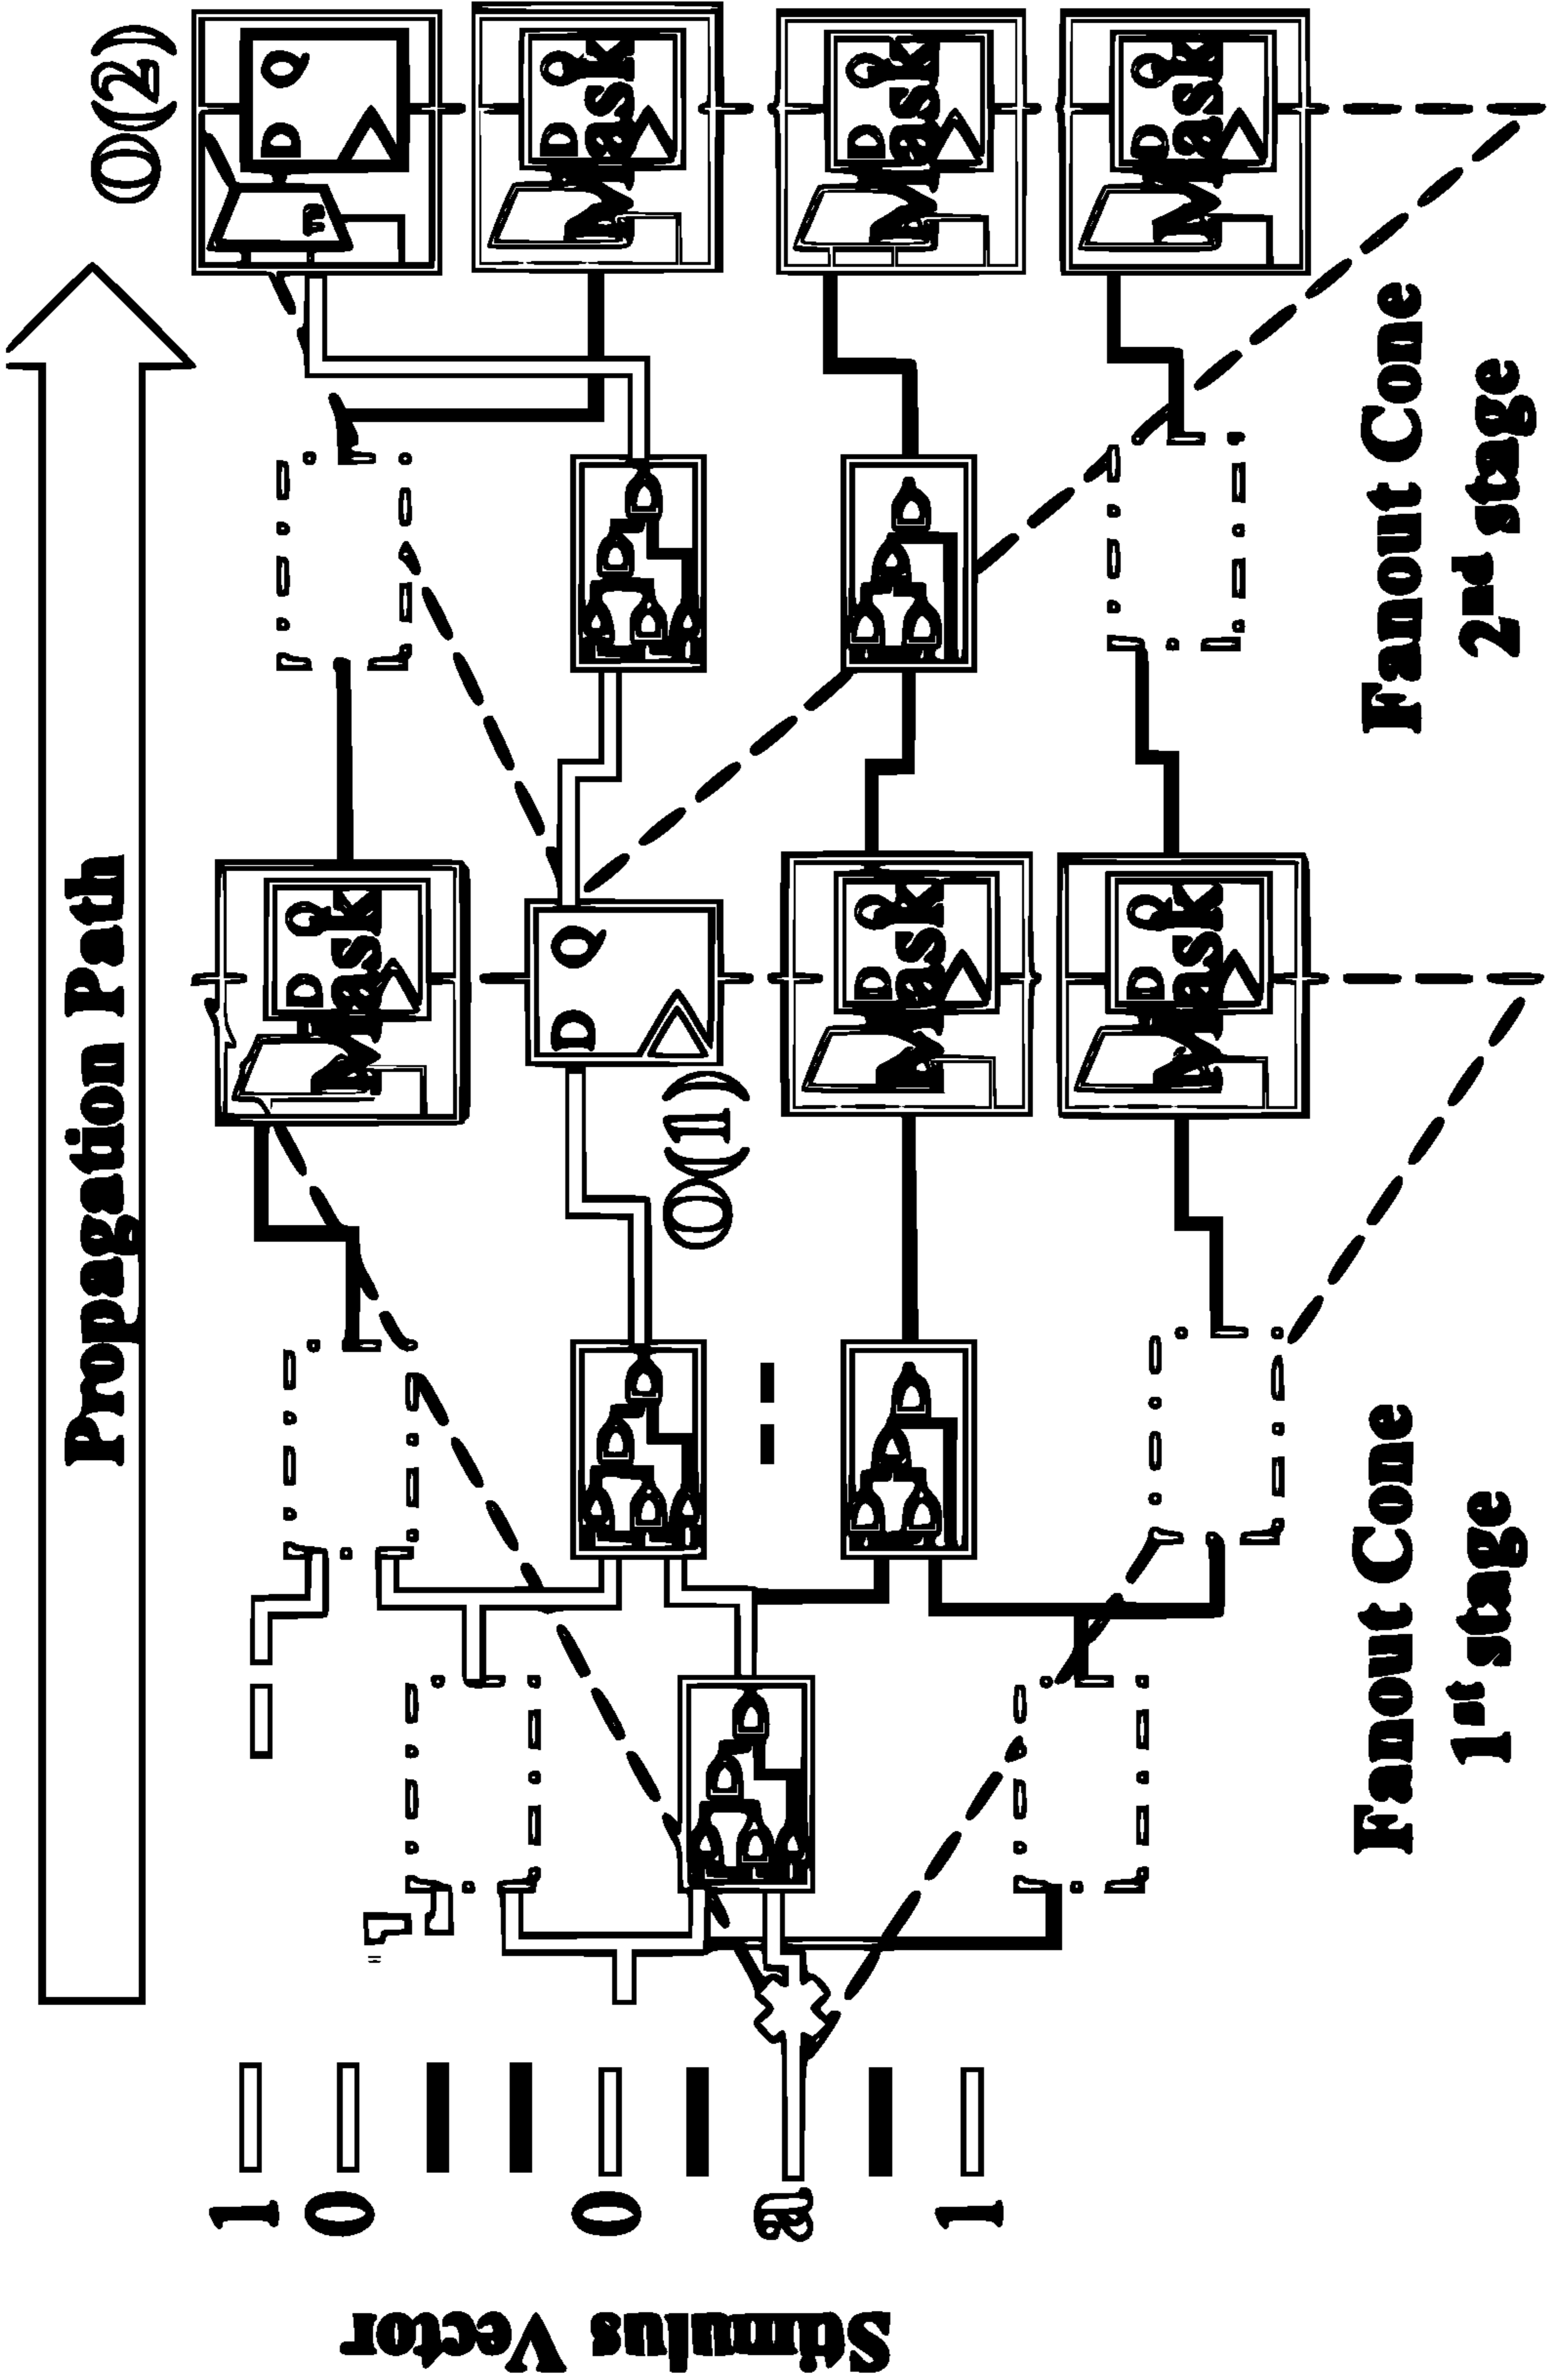 Propagation Path
O(2)
D Q
F
D Q
Mask
D Q
Mask
D Q
Mask
D Q
Mask
D Q
O(1)
D Q
Mask
D Q
Mask
Fanout Cone
1st stage
Fanout Cone
2nd stage
1
0
0
a
1
Stimulus Vector